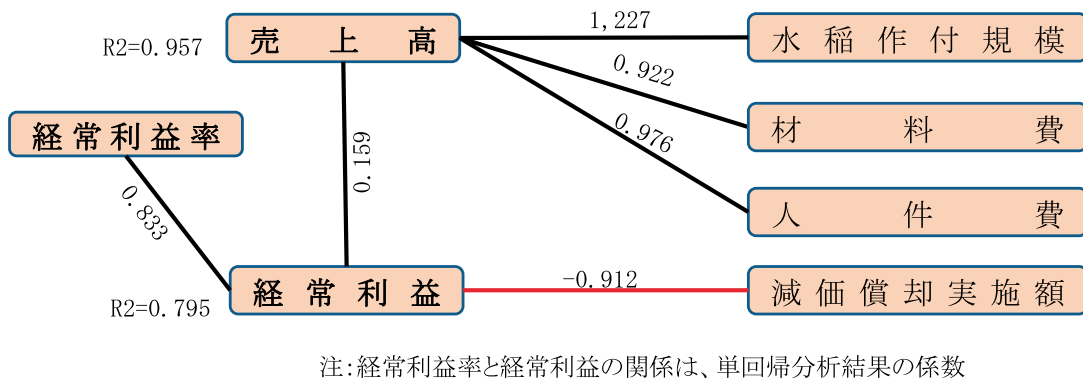 R2=0.957
売上高
1,227
水稲作付規模
0.922
材料費
0.976
人件費
経常利益率
0.159
0.833
R2=0.795
経常利益
-0.912
減価償却実施額
注:経常利益率と経常利益の関係は、単回帰分析結果の係数